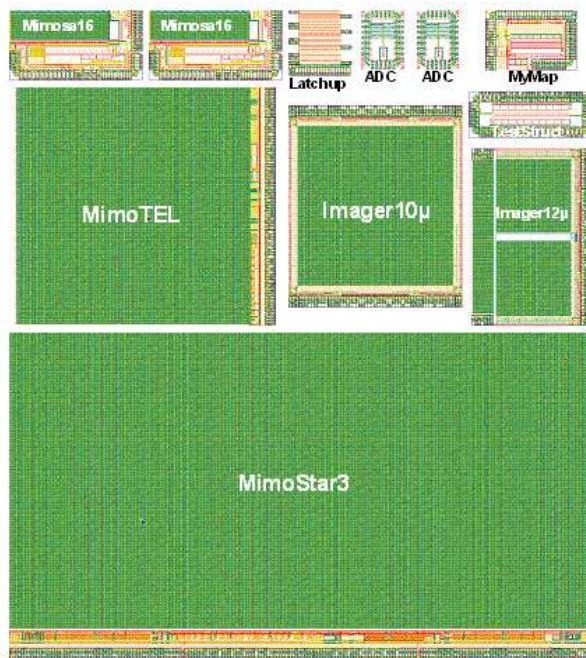 Mimosa16 Mimosa16
Latchup ADC ADC MyMap
TestStruct
MimoTEL Imager10µ Imager12µ
MimoStar3